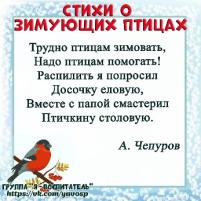 СТИХИ О
ЗИМУЮЩИХ ПТИЦАХ
Трудно птицам зимовать,
Надо птицам помогать!
Распилить я попросил
Досочку еловую,
Вместе с папой смастерил
Птичкину столовую.
А. Чепуров
ГРУППА "Я -ВОСПИТАТЕЛЬ"
https://vk.com/yavosp